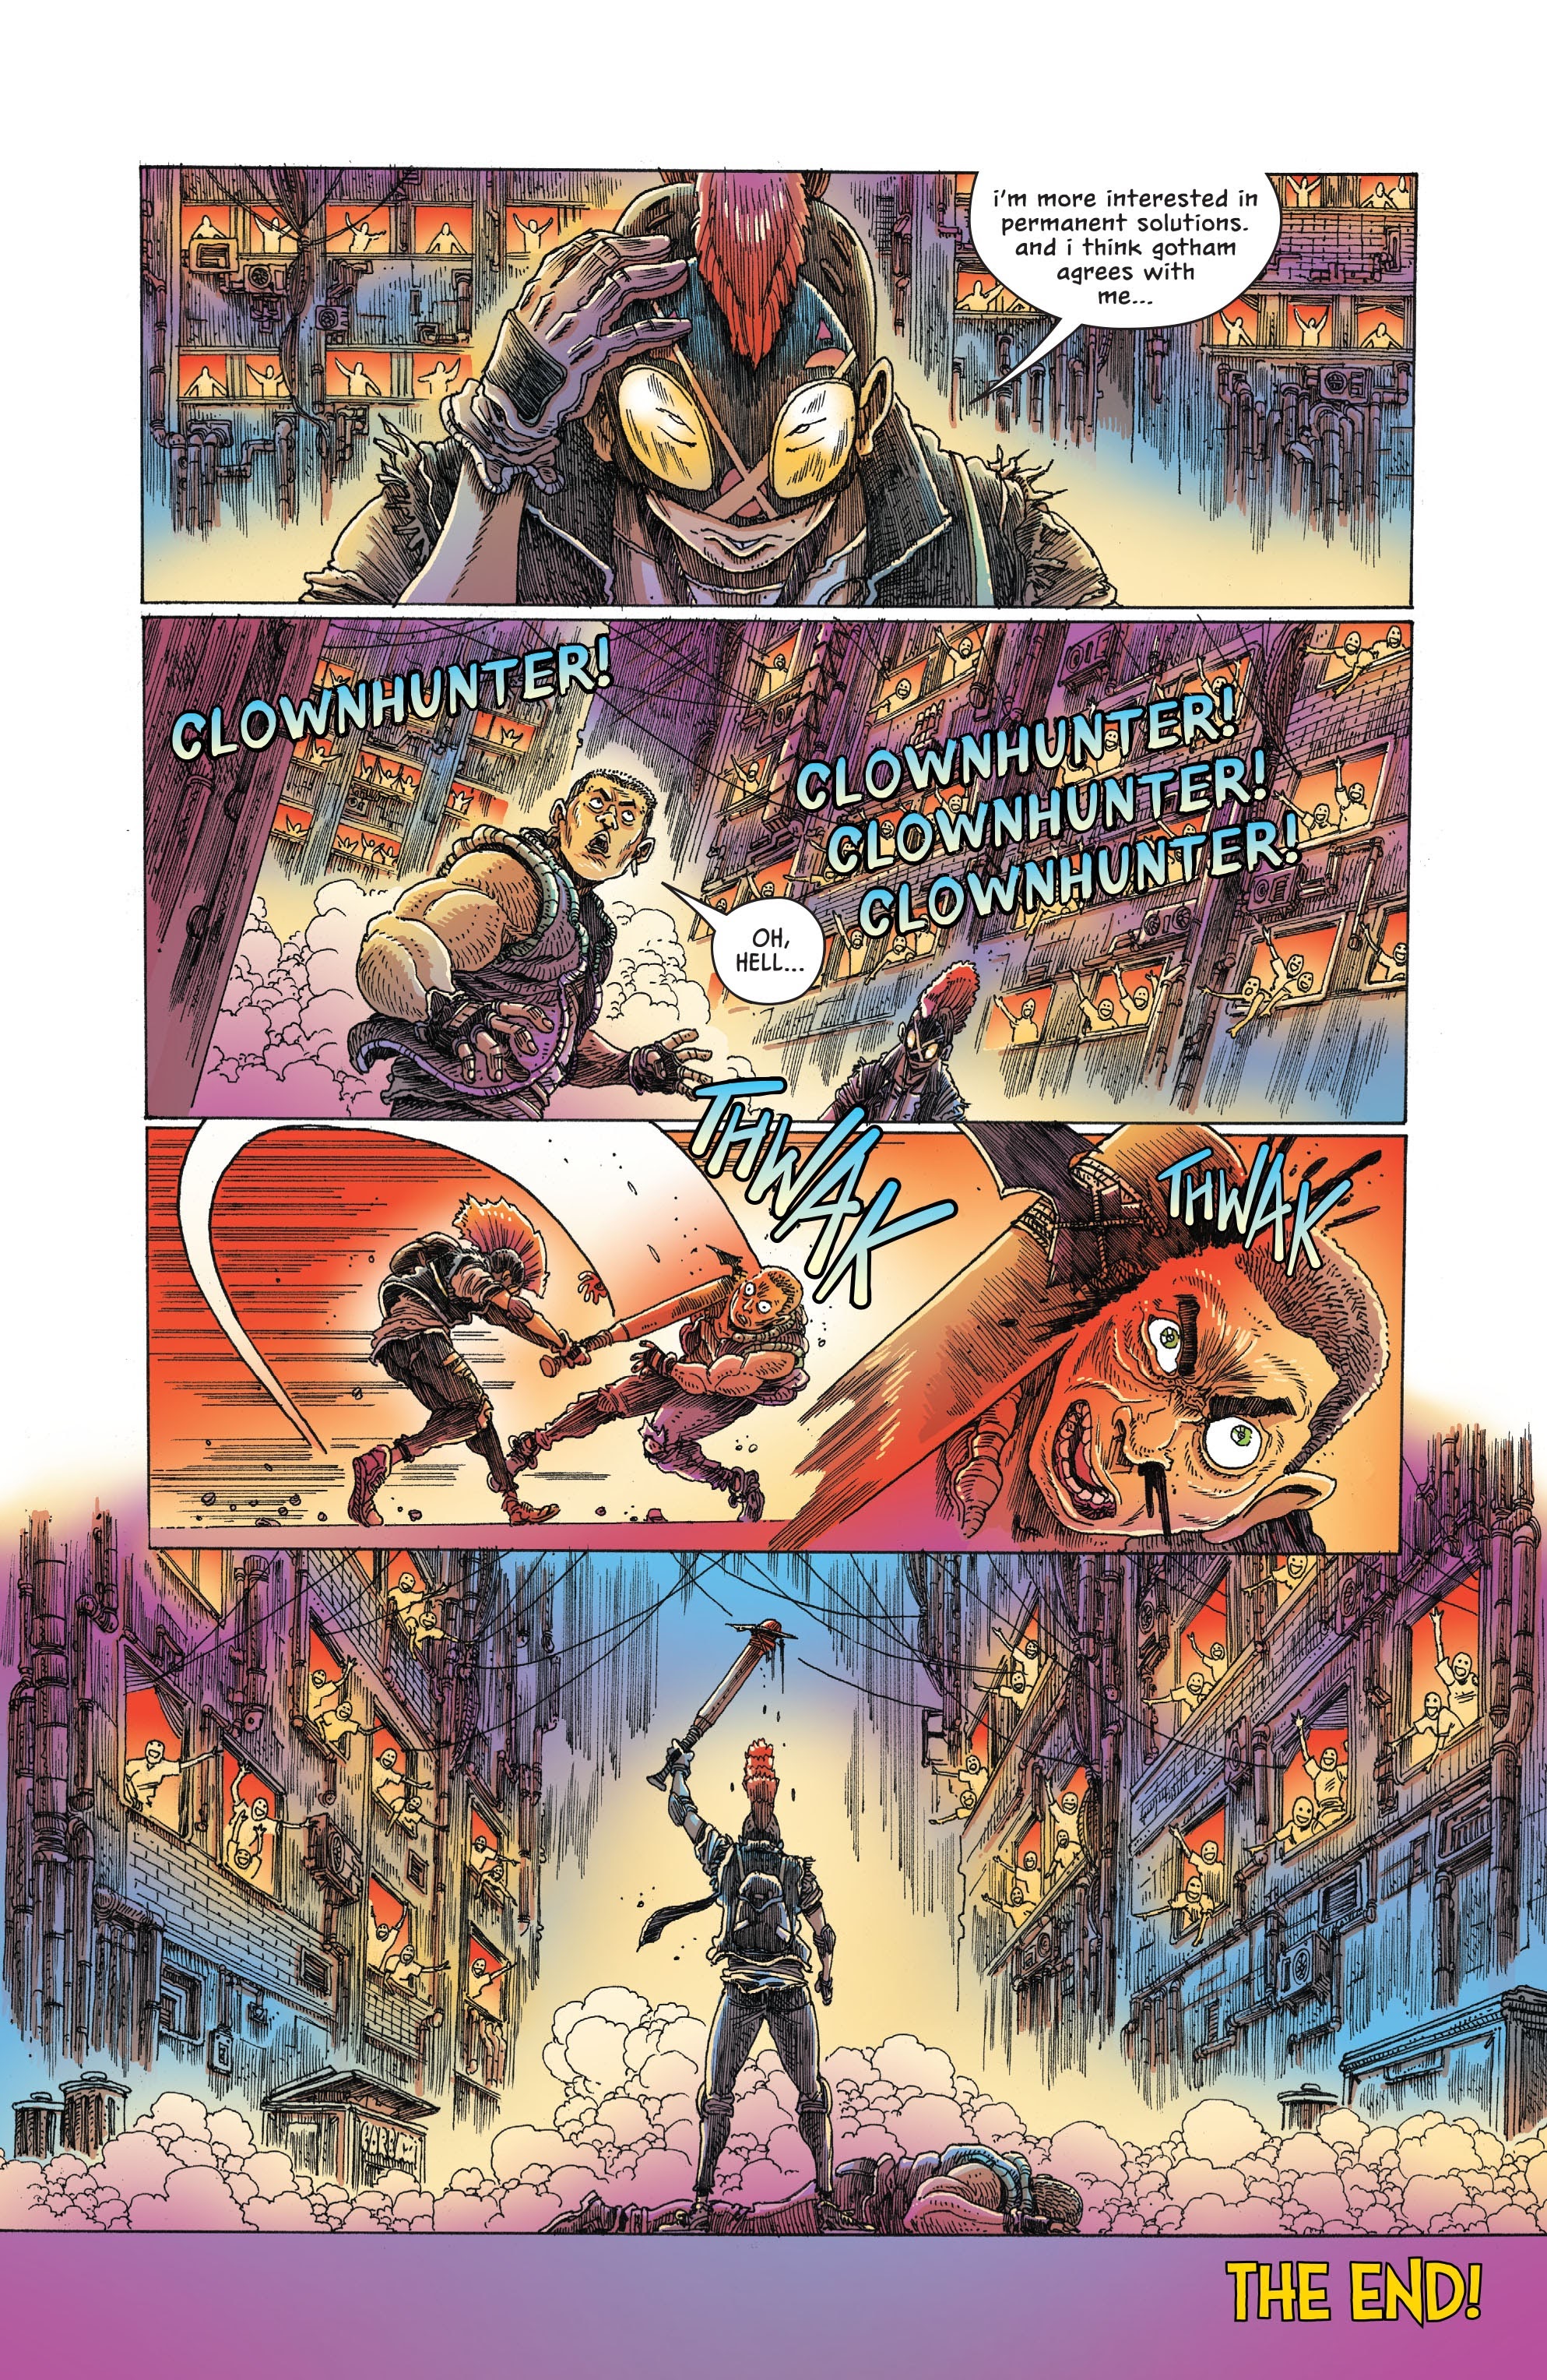 i'm more interested in
permanent solutions.
and i think gotham
agrees with
me...
CLOWNHUNTER!
CLOWNHUNTER!
CLOWNHUNTER!
CLOWNHUNTER!
OH,
HELL...
THWAK
THWAK
THE END!